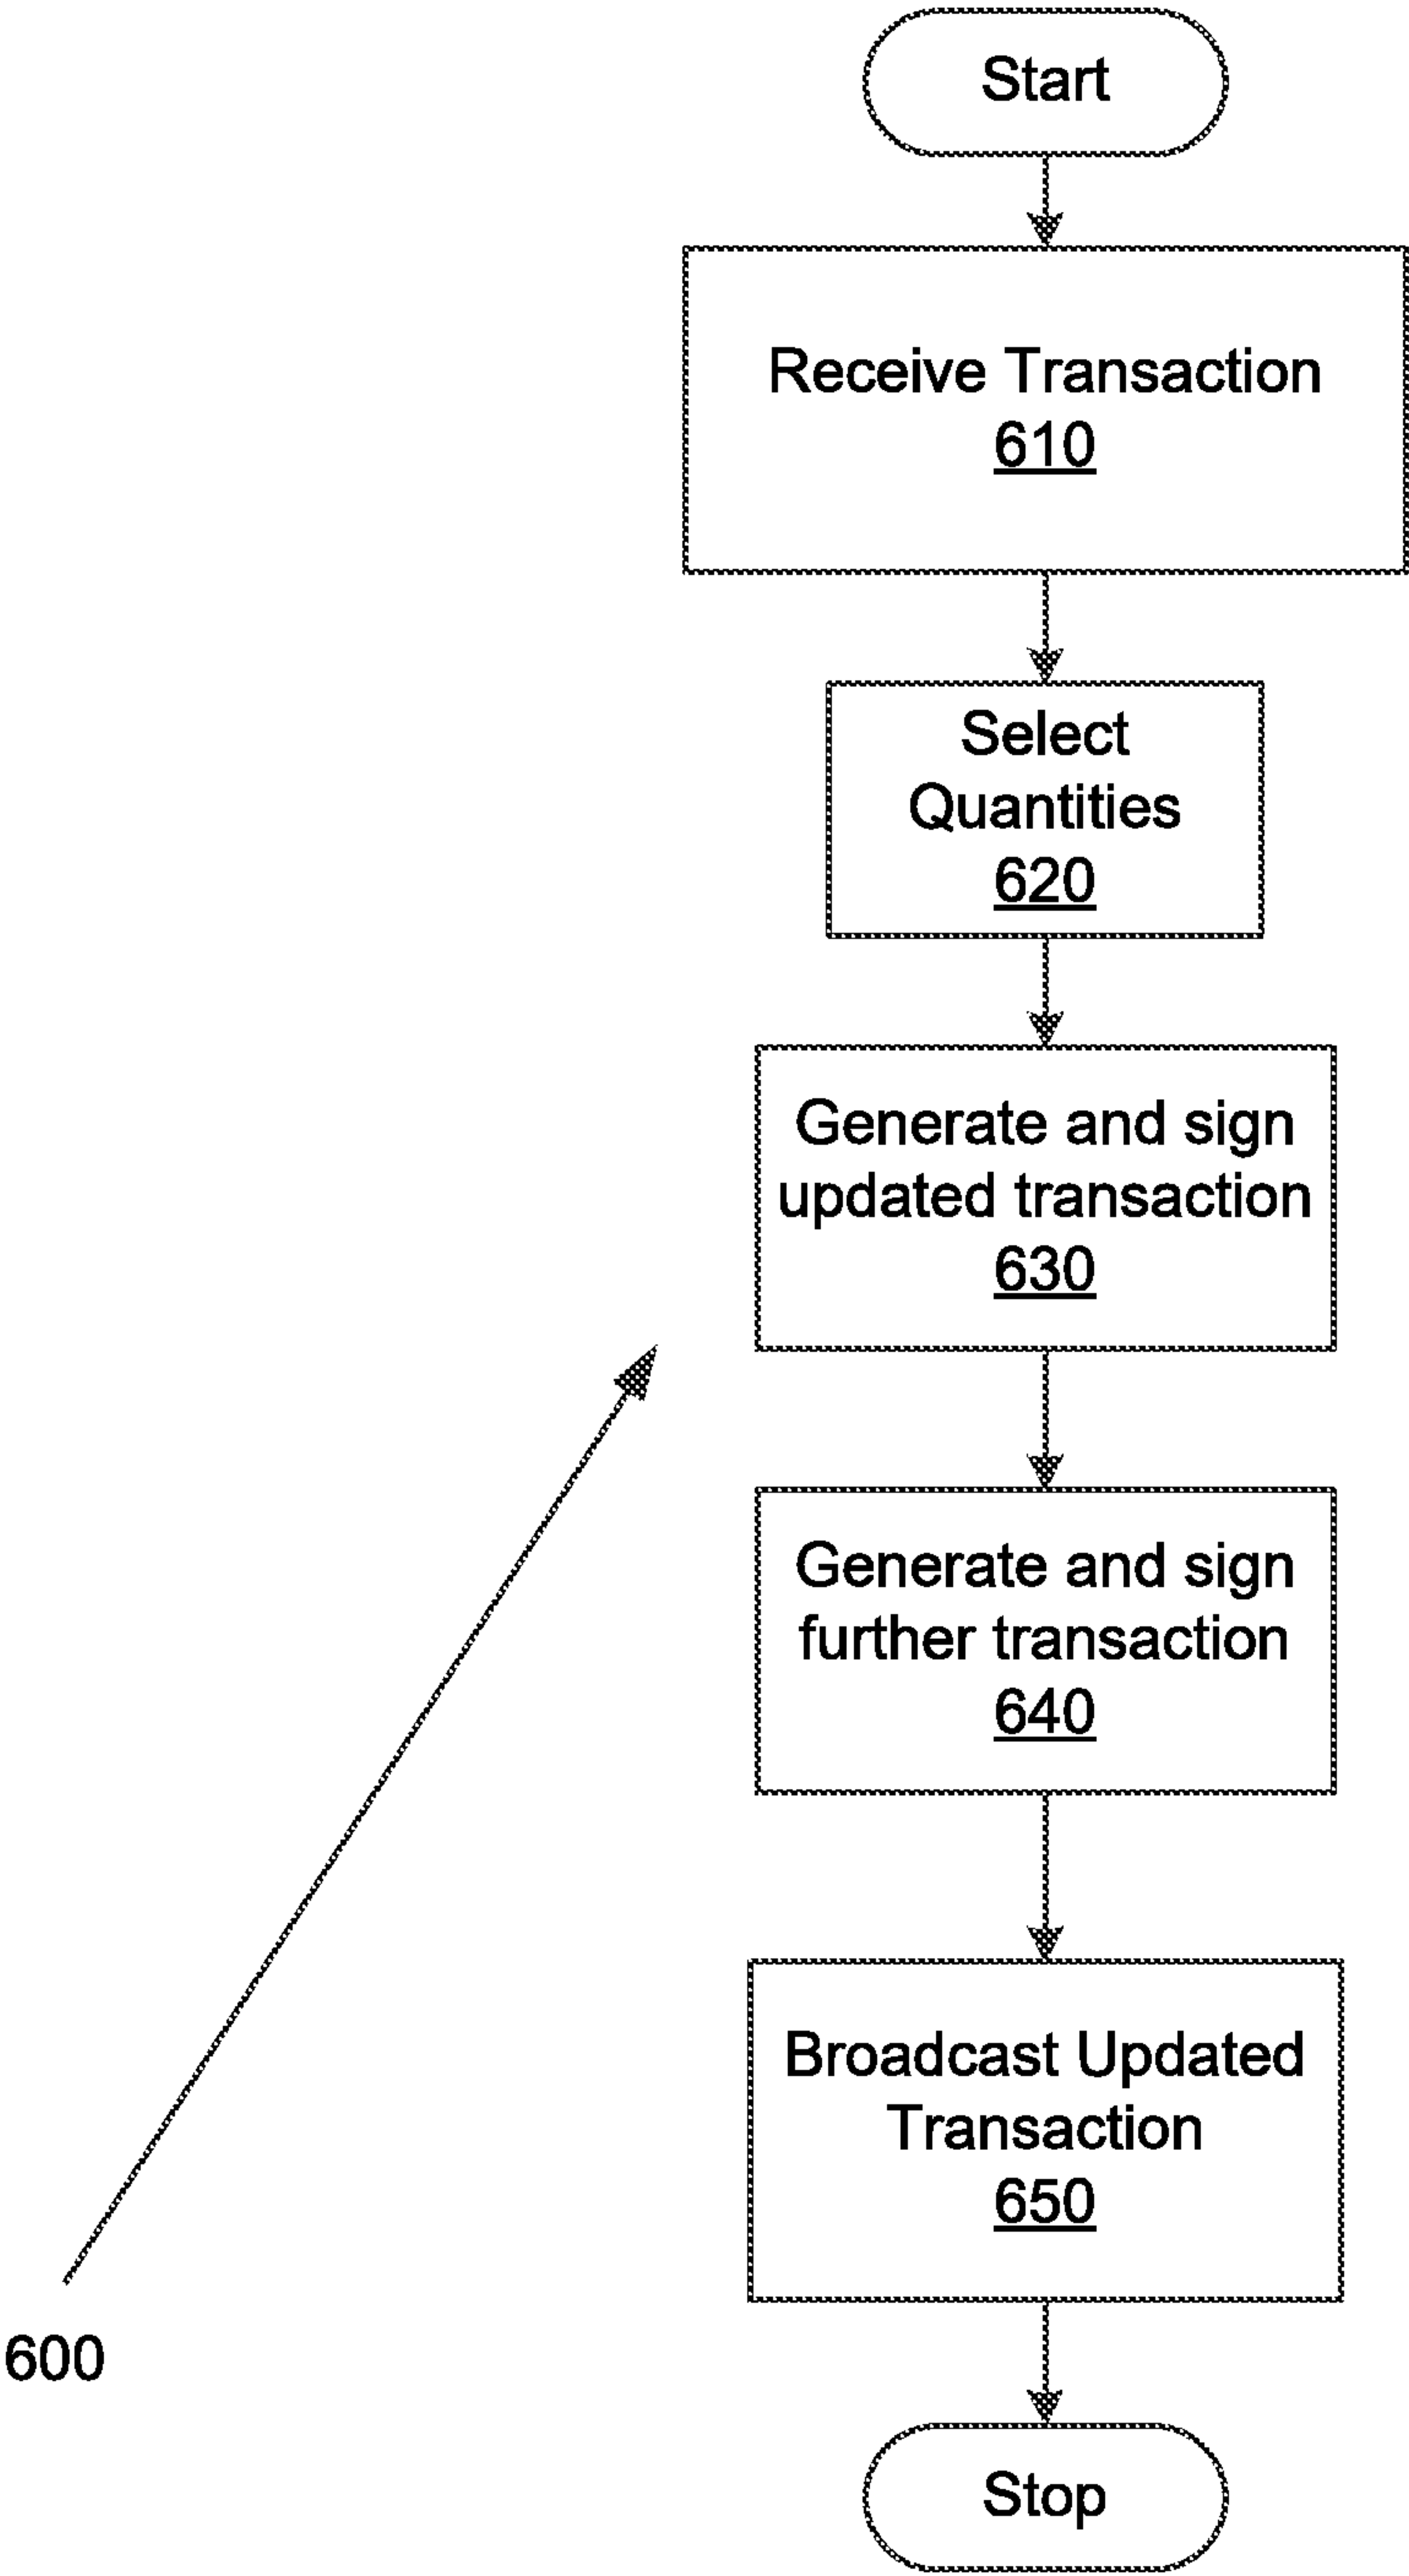 Start
Receive Transaction
610
Select
Quantities
620
Generate and sign
updated transaction
630
Generate and sign
further transaction
640
Broadcast Updated
Transaction
650
600
Stop